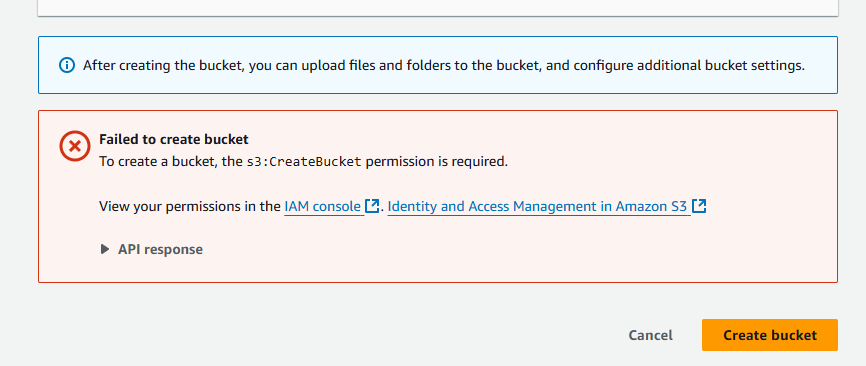 After creating the bucket, you can upload files and folders to the bucket, and configure additional bucket settings.
Failed to create bucket
To create a bucket, the s3:CreateBucket permission is required.
View your permissions in the IAM console. Identity and Access Management in Amazon S3
API response
Cancel Create bucket